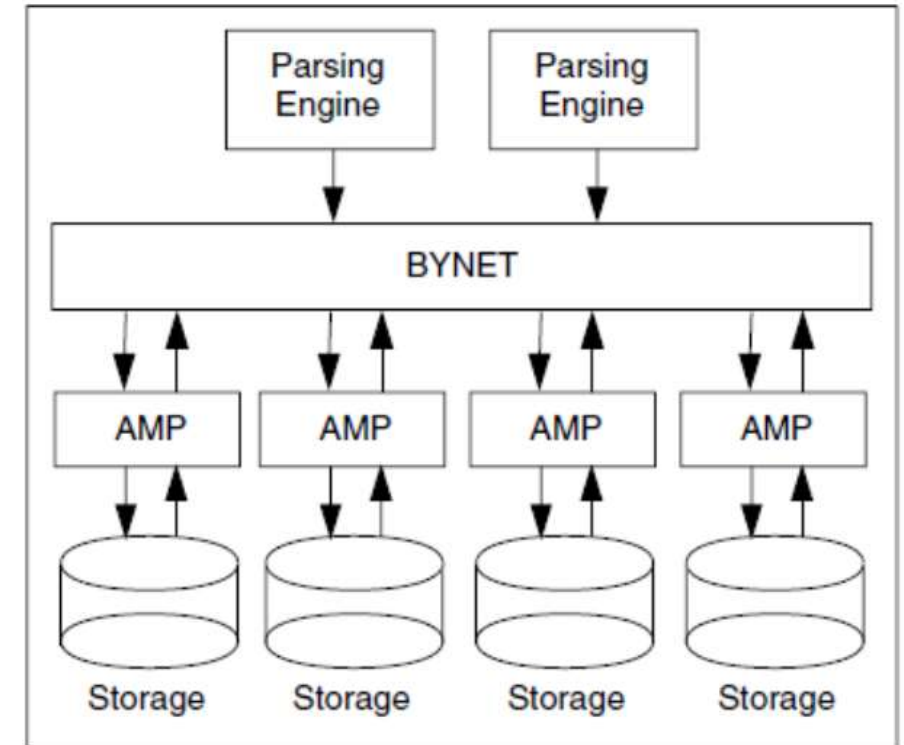 Parsing
Engine
Parsing
Engine
BYNET
AMP
AMP
AMP
AMP
Storage
Storage
Storage
Storage